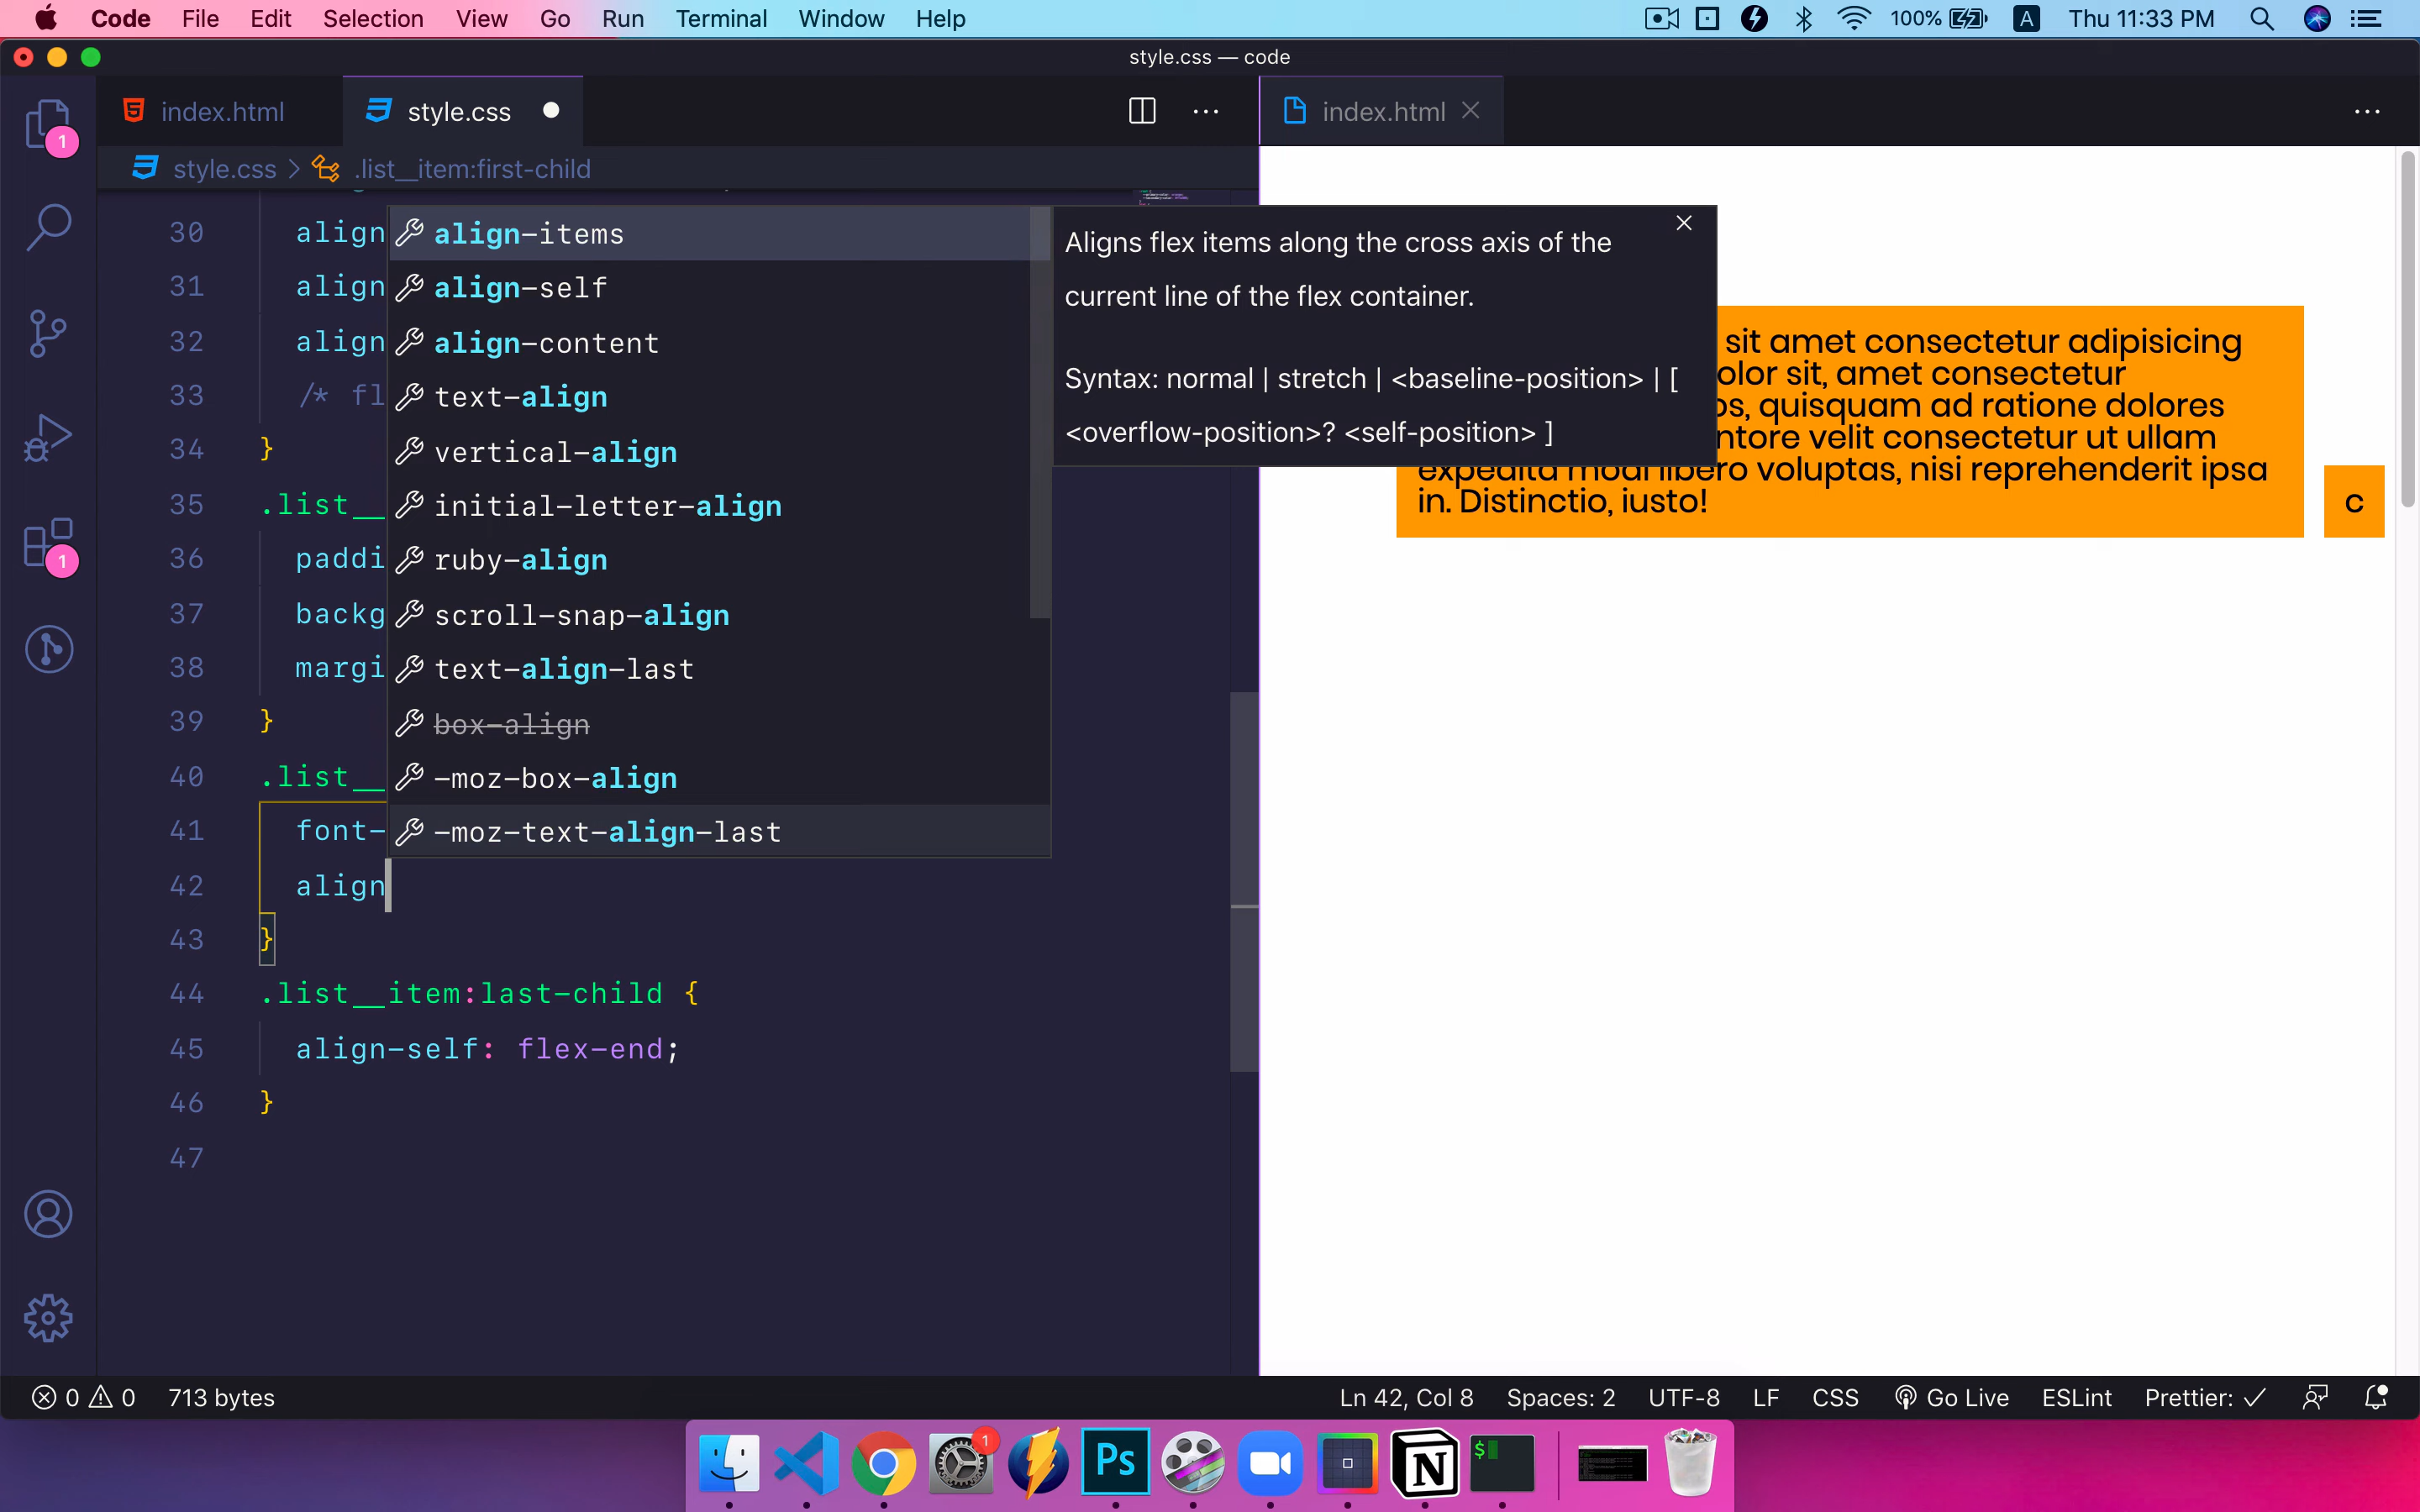 Code File Edit Selection View Go Run Terminal Window Help 100% A Thu 11:33 PM
style.css — code
index.html style.css index.html
style.css > .list__item:first-child
30 align
31 align
32 align
33 /* fl
34 }
35 .list__
36 paddi
37 backg
38 margi
39 }
40 .list__
41 font-
42 align
43 }
44 .list__item:last-child {
45 align-self: flex-end;
46 }
47
align-items
align-self
align-content
text-align
vertical-align
initial-letter-align
ruby-align
scroll-snap-align
text-align-last
box-align
-moz-box-align
-moz-text-align-last
Aligns flex items along the cross axis of the
current line of the flex container.
Syntax: normal | stretch | <baseline-position> | [
<overflow-position>? <self-position> ]
sit amet consectetur adipisicing
olor sit, amet consectetur
os, quisquam ad ratione dolores
ntore velit consectetur ut ullam
expedita modi libero voluptas, nisi reprehenderit ipsa
in. Distinctio, iusto!
c
1
1
0 0 713 bytes Ln 42, Col 8 Spaces: 2 UTF-8 LF CSS Go Live ESLint Prettier: ✓
1 Ps N $